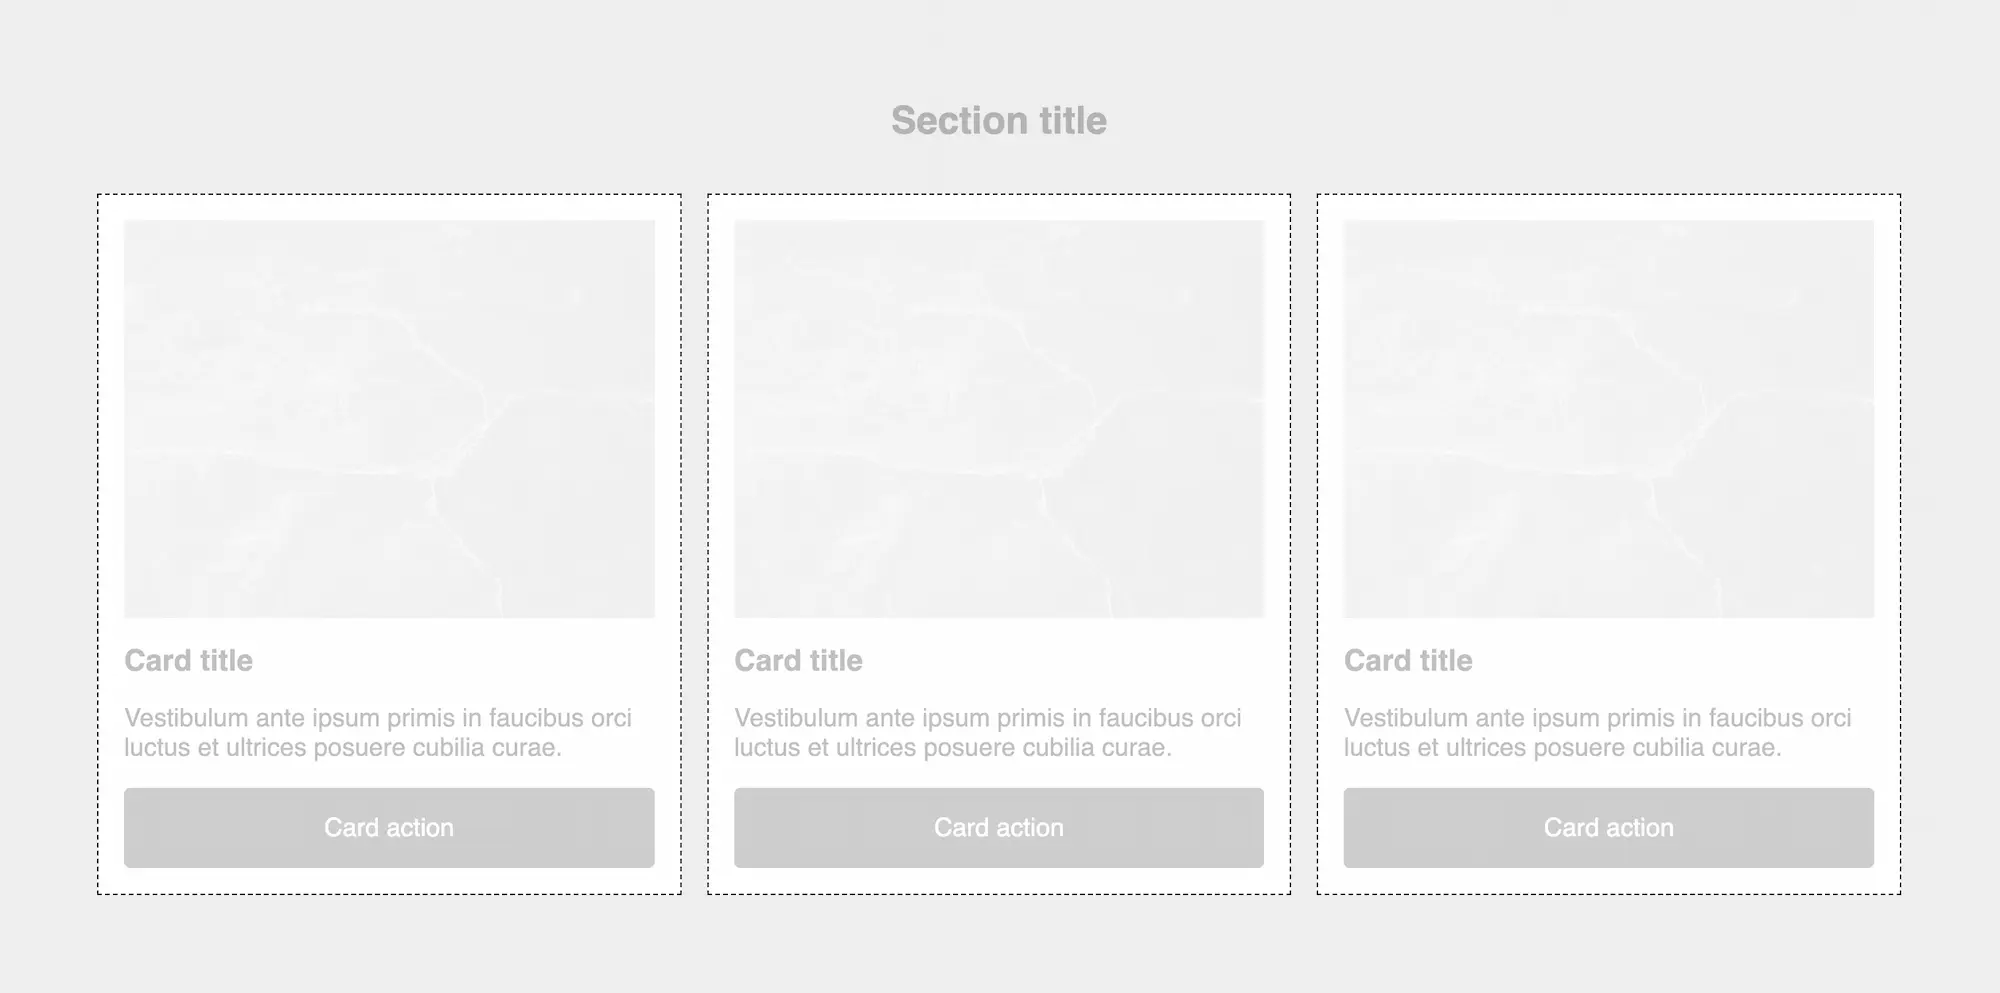 Section title
Card title
Vestibulum ante ipsum primis in faucibus orci
luctus et ultrices posuere cubilia curae.
Card action
Card title
Vestibulum ante ipsum primis in faucibus orci
luctus et ultrices posuere cubilia curae.
Card action
Card title
Vestibulum ante ipsum primis in faucibus orci
luctus et ultrices posuere cubilia curae.
Card action